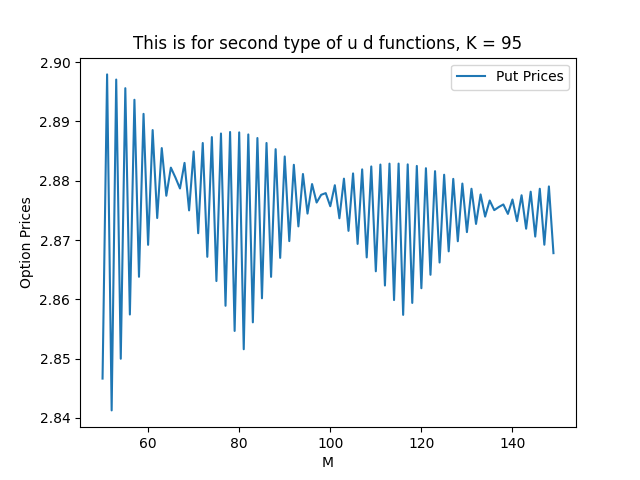 This is for second type of u d functions, K = 95
Put Prices
Option Prices
2.90
2.89
2.88
2.87
2.86
2.85
2.84
60 80 100 120 140
M